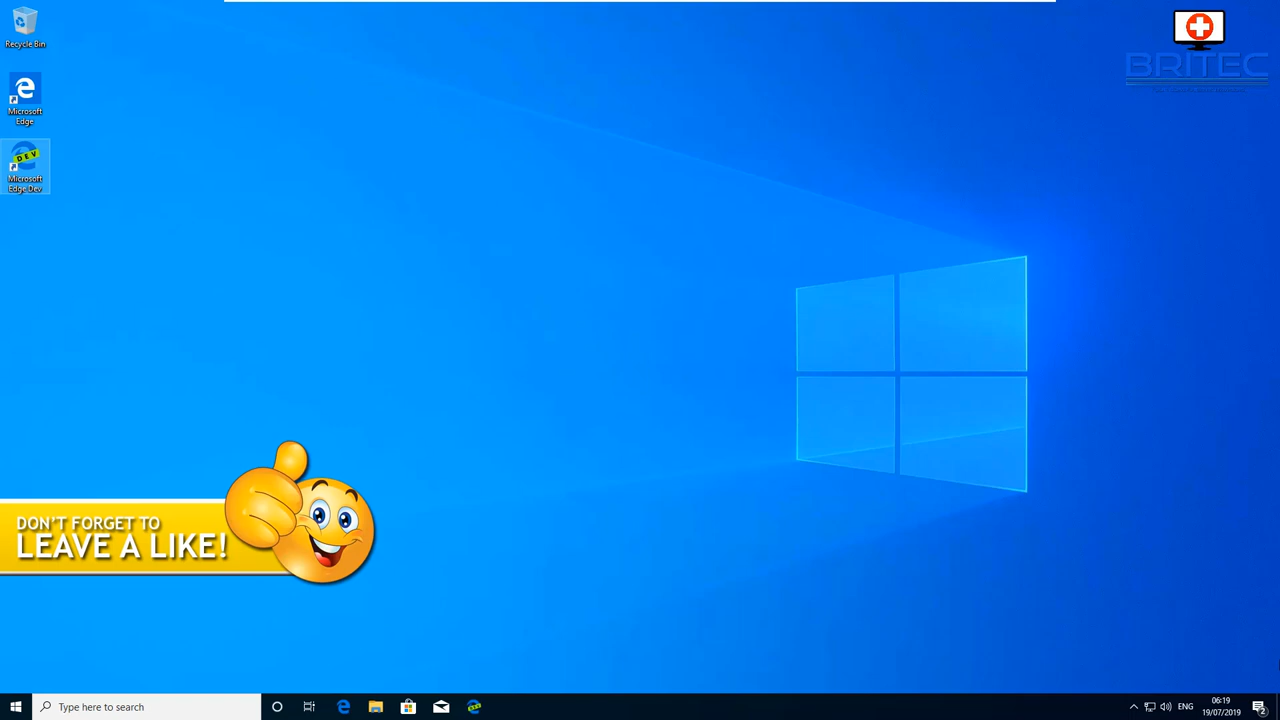 Recycle Bin
Microsoft
Edge
DEV
Microsoft
Edge Dev
BRITEC
DON'T FORGET TO
LEAVE A LIKE!
Type here to search
ENG
06:19
19/07/2019
2